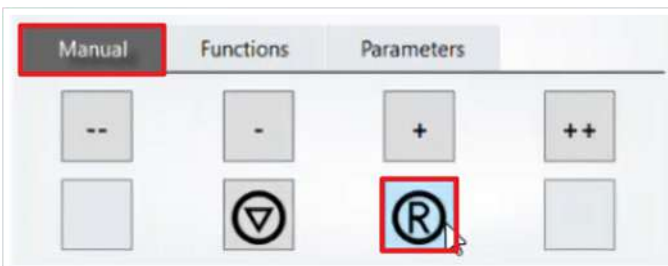 Manual Functions Parameters
-- - + ++
R